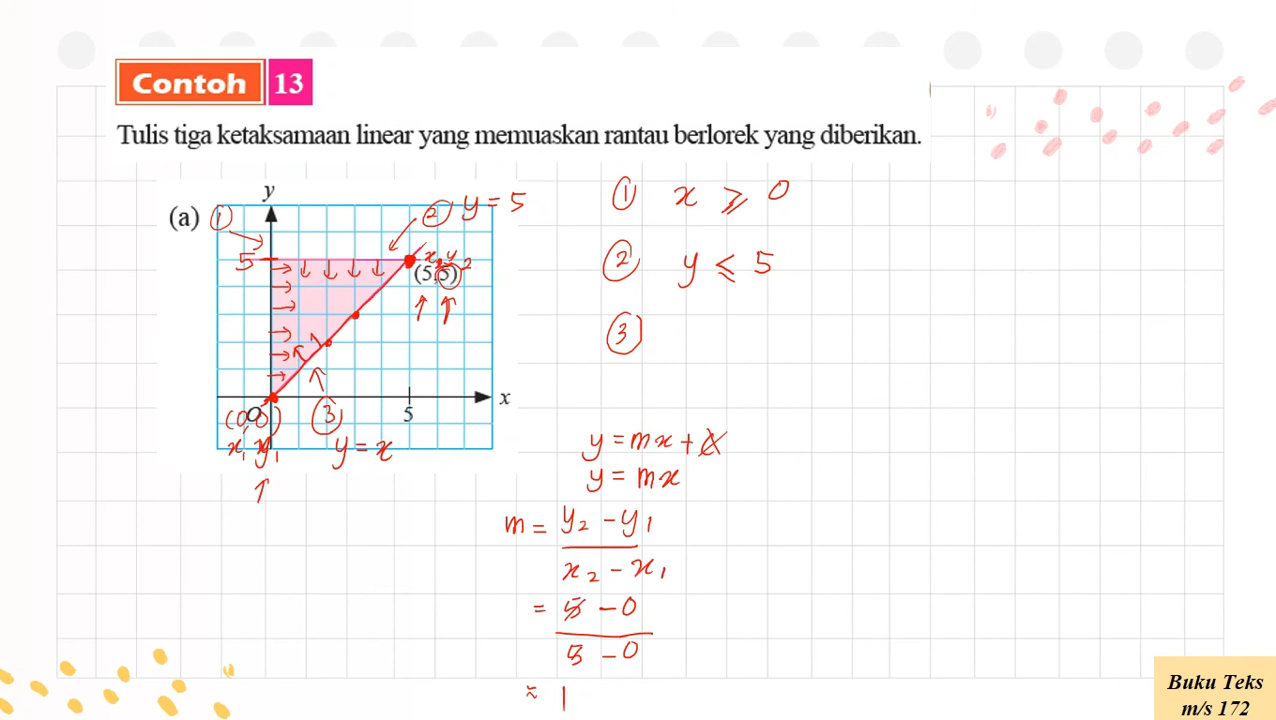 Contoh 13
Tulis tiga ketaksamaan linear yang memuaskan rantau berlorek yang diberikan.
(a)
y
①
② y = 5
5
x₂ y₂
(5, 5)
O
(0, 0)
x₁ y₁
③
y = x
5
x
① x ⩾ 0
② y ⩽ 5
③
y = mx + c
y = mx
m = y₂ − y₁
x₂ − x₁
= 5 − 0
5 − 0
= 1
Buku Teks
m/s 172